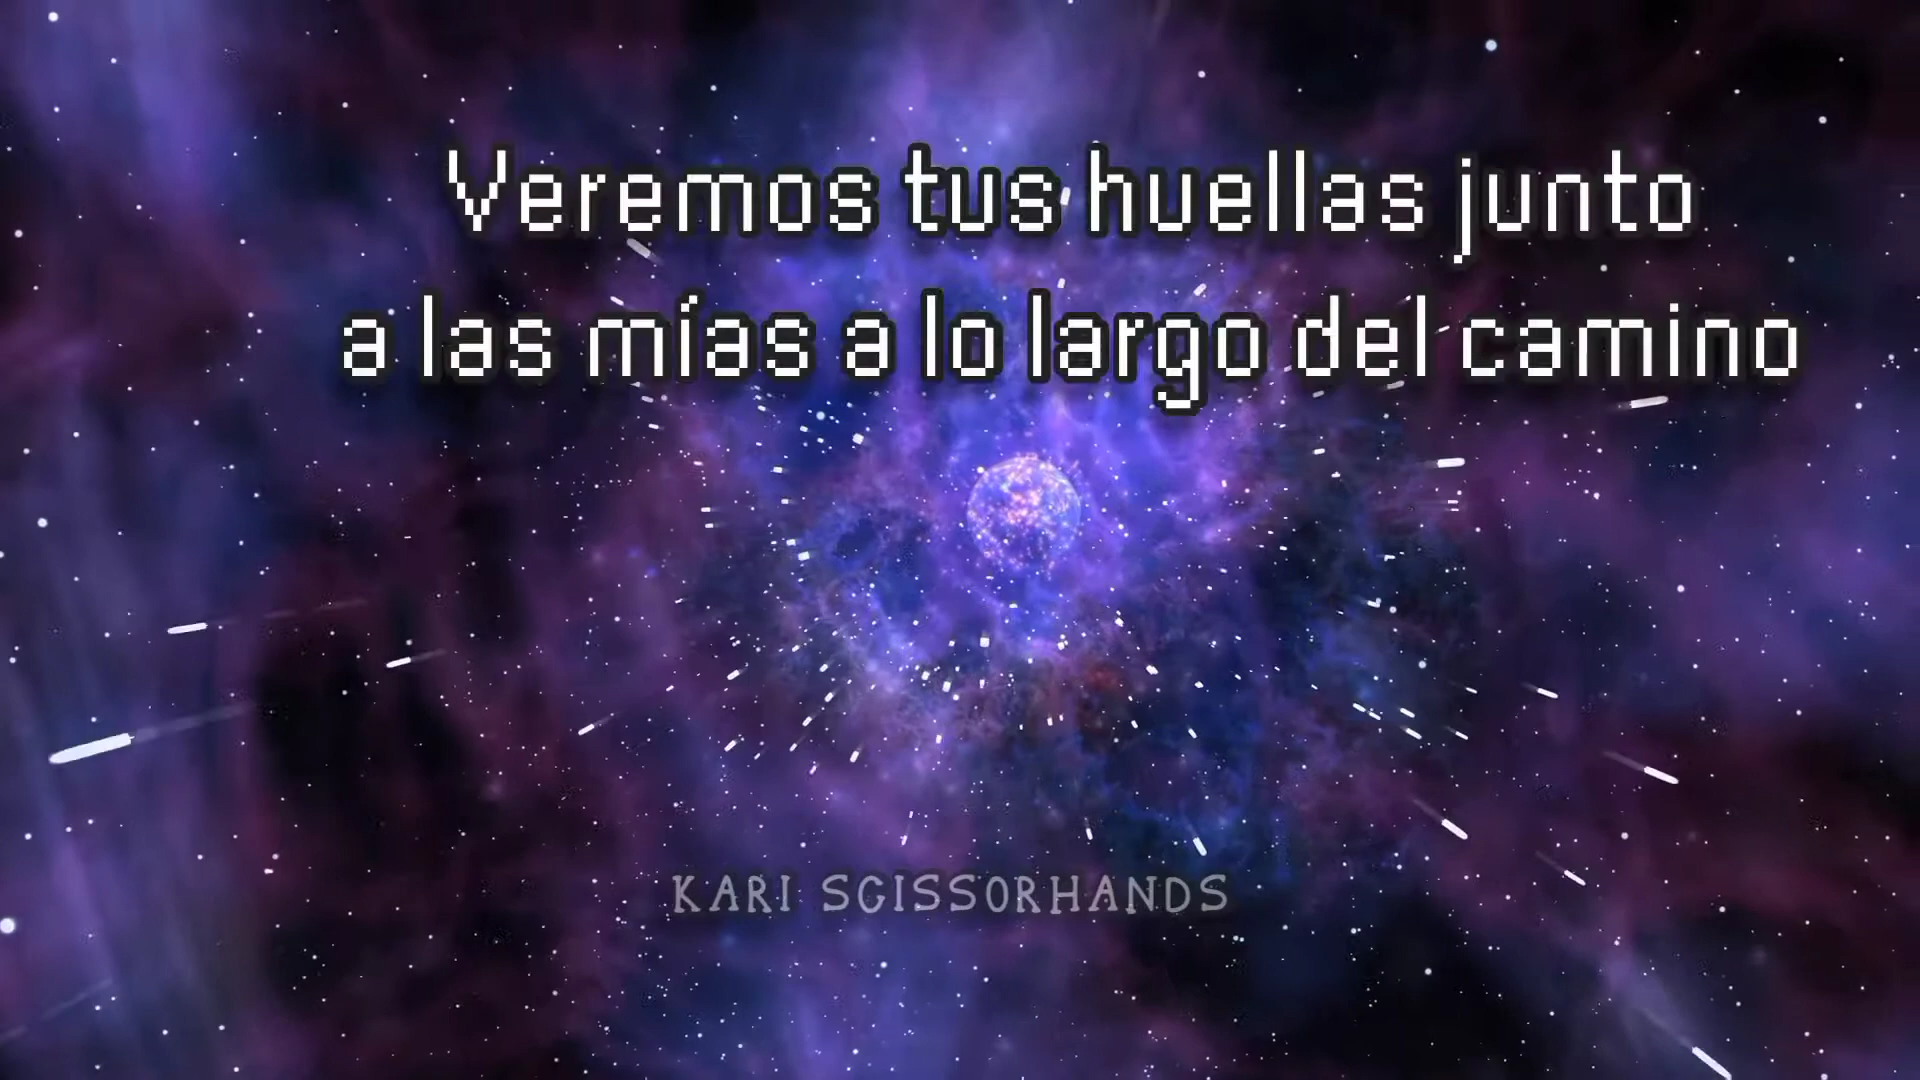 Veremos tus huellas junto
a las mías a lo largo del camino
KARI SCISSORHANDS